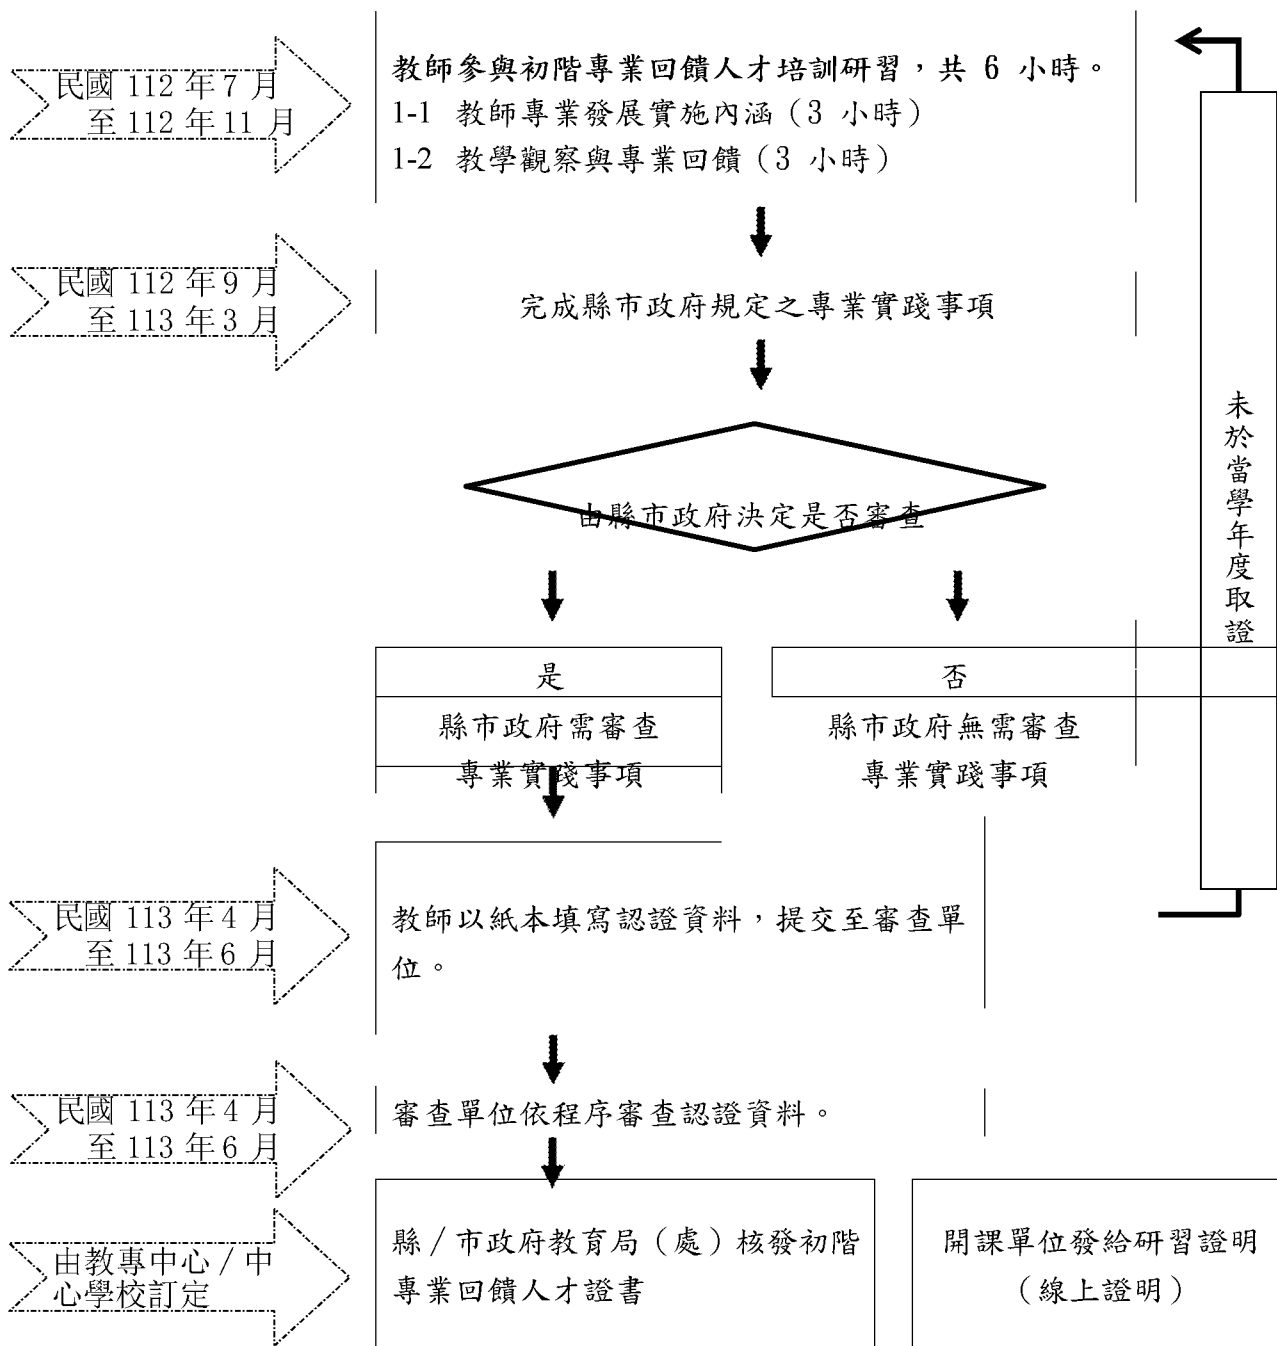 民國 112 年 7 月
至 112 年 11 月
教師參與初階專業回饋人才培訓研習，共 6 小時。
1-1 教師專業發展實施內涵（3 小時）
1-2 教學觀察與專業回饋（3 小時）
民國 112 年 9 月
至 113 年 3 月
完成縣市政府規定之專業實踐事項
由縣市政府決定是否審查
未於當學年度取證
是
否
縣市政府需審查
專業實踐事項
縣市政府無需審查
專業實踐事項
民國 113 年 4 月
至 113 年 6 月
教師以紙本填寫認證資料，提交至審查單
位。
民國 113 年 4 月
至 113 年 6 月
審查單位依程序審查認證資料。
由教專中心／中
心學校訂定
縣／市政府教育局（處）核發初階
專業回饋人才證書
開課單位發給研習證明
（線上證明）